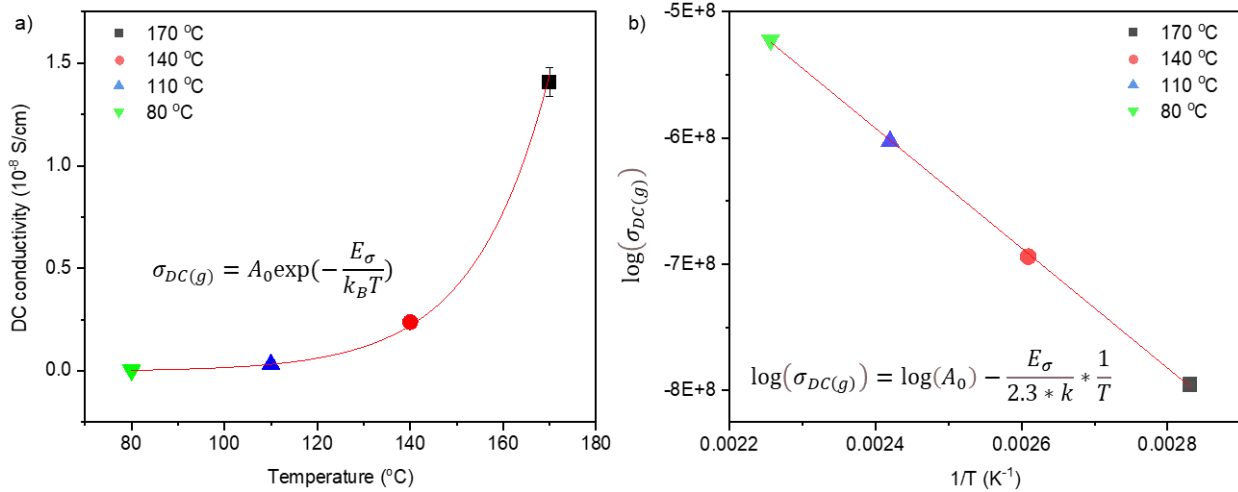 a)
170 °C
140 °C
110 °C
80 °C
DC conductivity (10⁻⁸ S/cm)
1.5
1.0
0.5
0.0
σ_DC(g) = A₀exp(−E_σ/k_BT)
80 100 120 140 160 180
Temperature (°C)
b)
170 °C
140 °C
110 °C
80 °C
log(σ_DC(g))
-5E+8
-6E+8
-7E+8
-8E+8
log(σ_DC(g)) = log(A₀) − E_σ/(2.3 * k) * 1/T
0.0022 0.0024 0.0026 0.0028
1/T (K⁻¹)